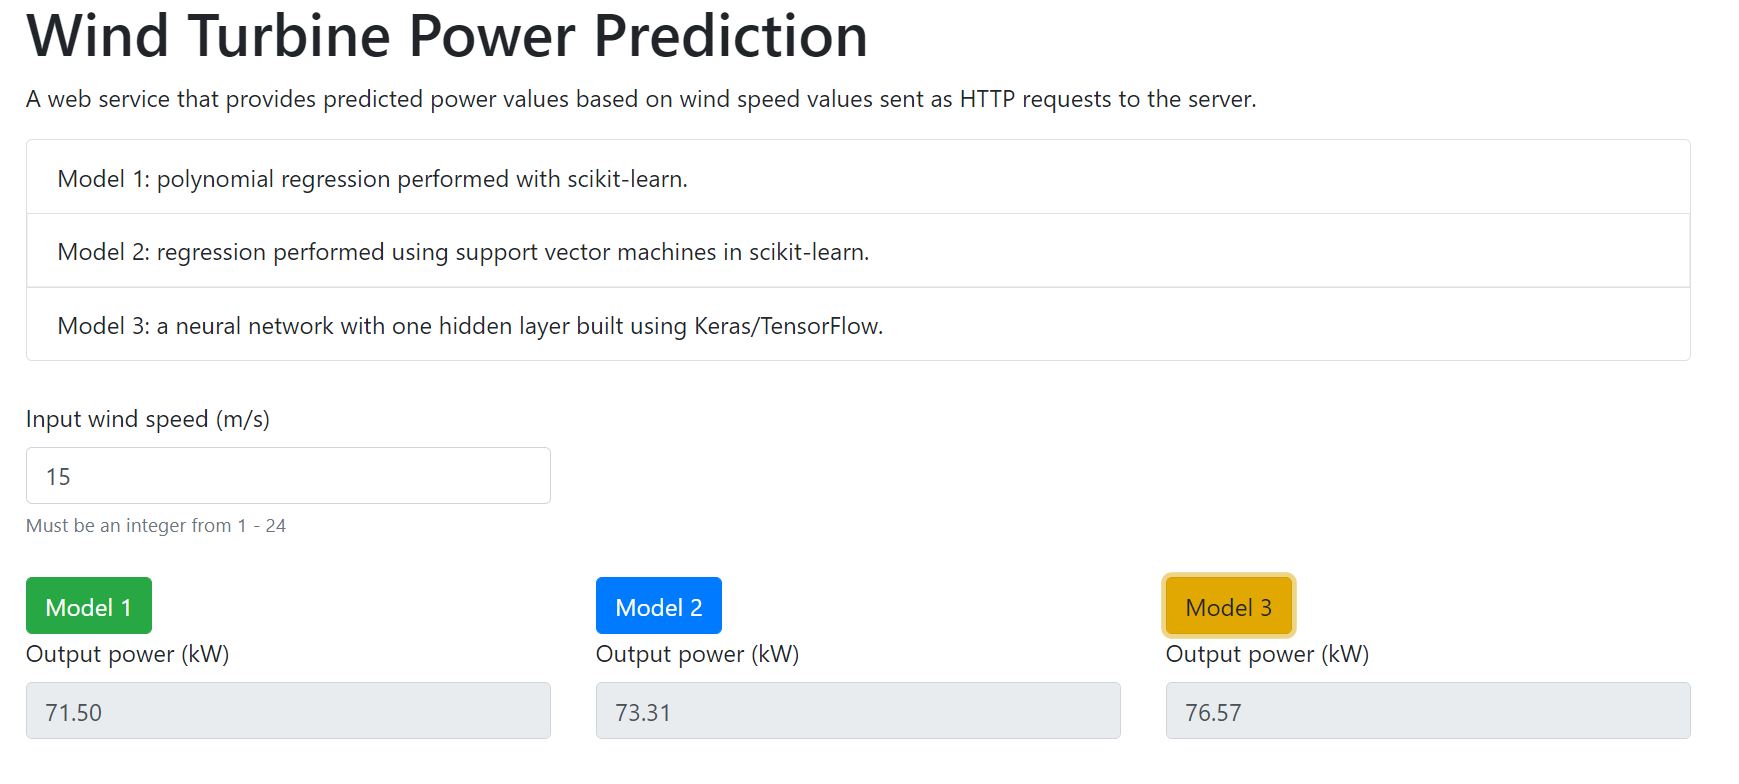 Wind Turbine Power Prediction
A web service that provides predicted power values based on wind speed values sent as HTTP requests to the server.
Model 1: polynomial regression performed with scikit-learn.
Model 2: regression performed using support vector machines in scikit-learn.
Model 3: a neural network with one hidden layer built using Keras/TensorFlow.
Input wind speed (m/s)
15
Must be an integer from 1 - 24
Model 1
Output power (kW)
71.50
Model 2
Output power (kW)
73.31
Model 3
Output power (kW)
76.57